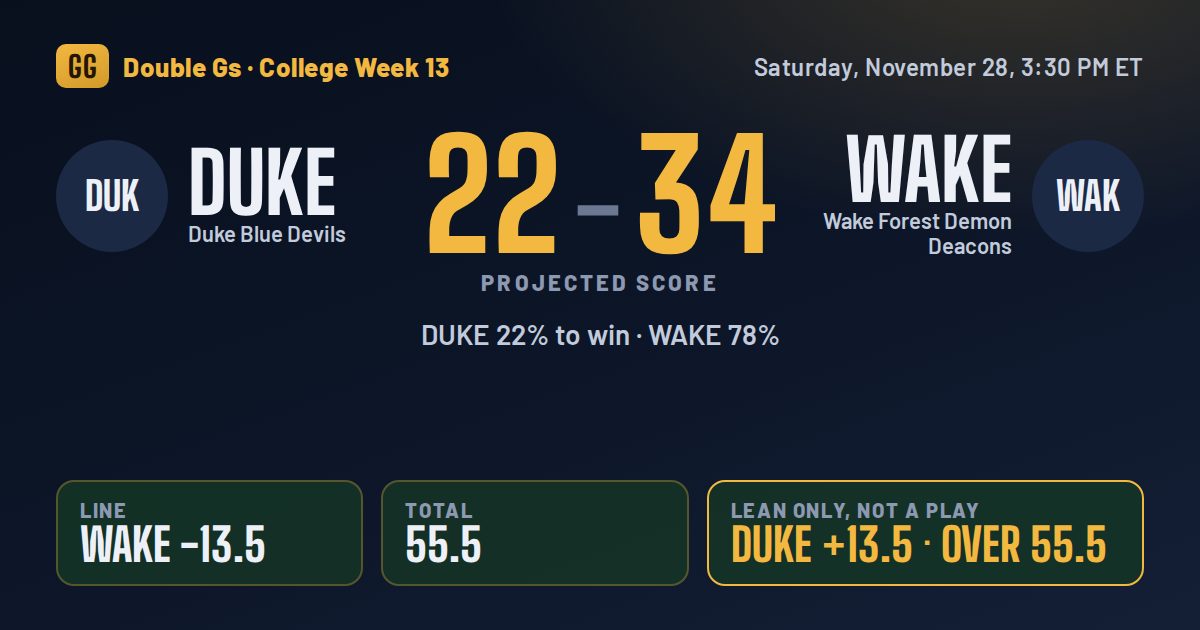 GG
Double Gs · College Week 13
Saturday, November 28, 3:30 PM ET
DUK
DUKE
Duke Blue Devils
22 – 34
PROJECTED SCORE
DUKE 22% to win · WAKE 78%
WAKE
Wake Forest Demon
Deacons
WAK
LINE
WAKE −13.5
TOTAL
55.5
LEAN ONLY, NOT A PLAY
DUKE +13.5 · OVER 55.5